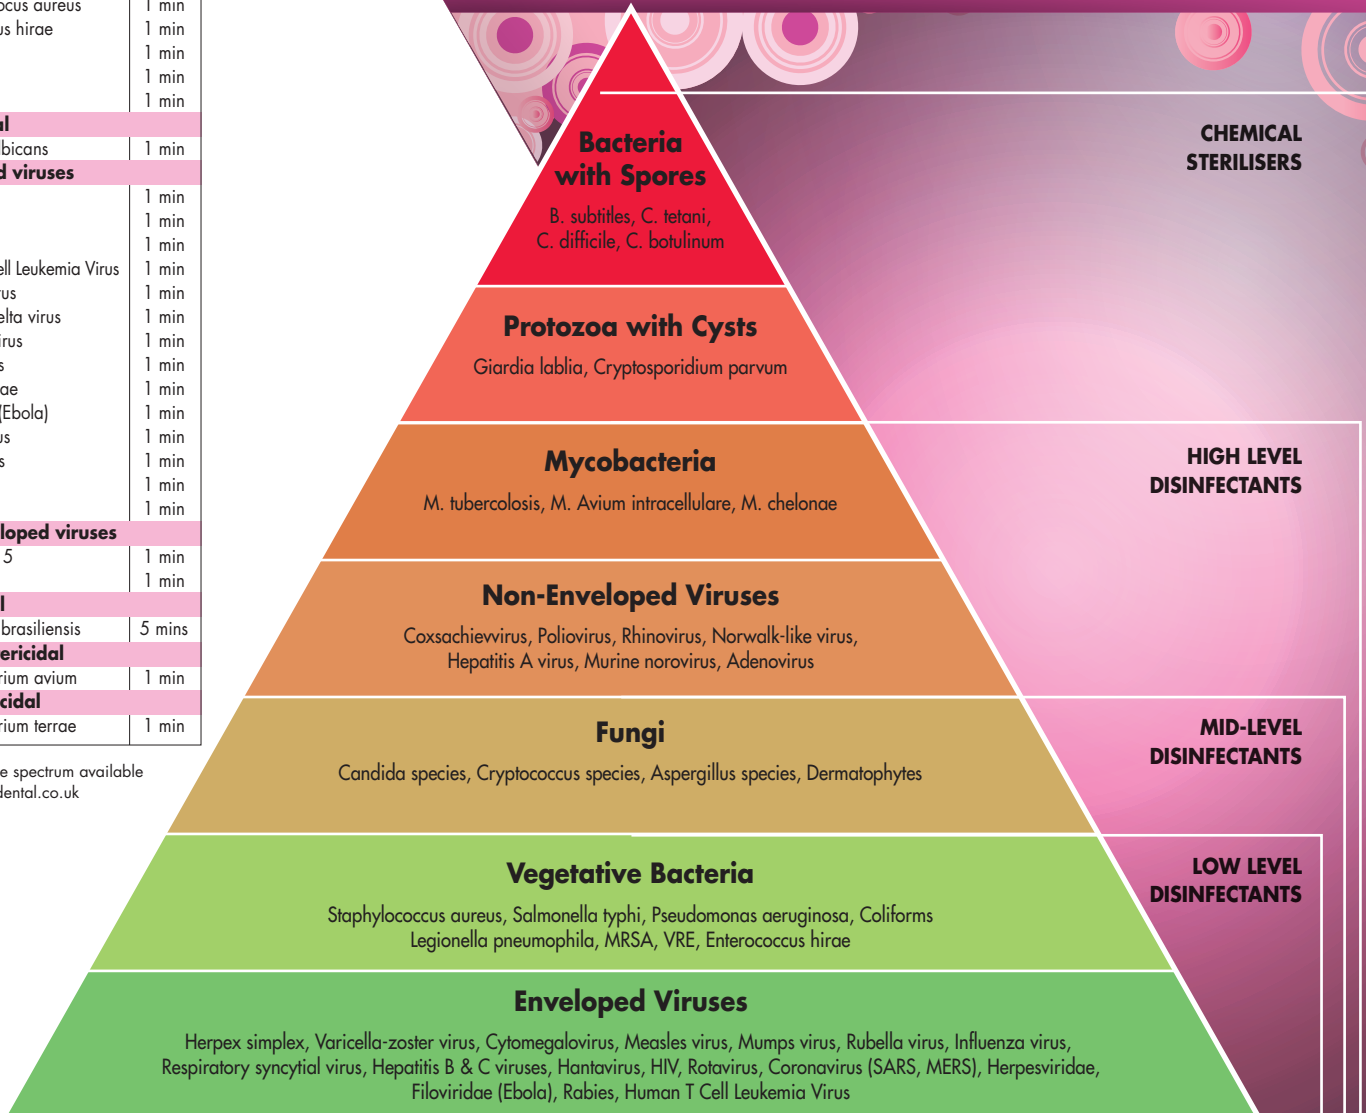 ocus aureus 1 min
us hirae 1 min
1 min
1 min
1 min
al
lbicans 1 min
d viruses
1 min
1 min
1 min
ell Leukemia Virus 1 min
rus 1 min
elta virus 1 min
irus 1 min
s 1 min
ae 1 min
(Ebola) 1 min
us 1 min
s 1 min
1 min
1 min
loped viruses
5 1 min
1 min
l
brasiliensis 5 mins
ericidal
rium avium 1 min
cidal
rium terrae 1 min
e spectrum available
dental.co.uk
Bacteria
with Spores
B. subtitles, C. tetani,
C. difficile, C. botulinum
Protozoa with Cysts
Giardia lablia, Cryptosporidium parvum
Mycobacteria
M. tubercolosis, M. Avium intracellulare, M. chelonae
Non-Enveloped Viruses
Coxsachievvirus, Poliovirus, Rhinovirus, Norwalk-like virus,
Hepatitis A virus, Murine norovirus, Adenovirus
Fungi
Candida species, Cryptococcus species, Aspergillus species, Dermatophytes
Vegetative Bacteria
Staphylococcus aureus, Salmonella typhi, Pseudomonas aeruginosa, Coliforms
Legionella pneumophila, MRSA, VRE, Enterococcus hirae
Enveloped Viruses
Herpex simplex, Varicella-zoster virus, Cytomegalovirus, Measles virus, Mumps virus, Rubella virus, Influenza virus,
Respiratory syncytial virus, Hepatitis B & C viruses, Hantavirus, HIV, Rotavirus, Coronavirus (SARS, MERS), Herpesviridae,
Filoviridae (Ebola), Rabies, Human T Cell Leukemia Virus
CHEMICAL
STERILISERS
HIGH LEVEL
DISINFECTANTS
MID-LEVEL
DISINFECTANTS
LOW LEVEL
DISINFECTANTS